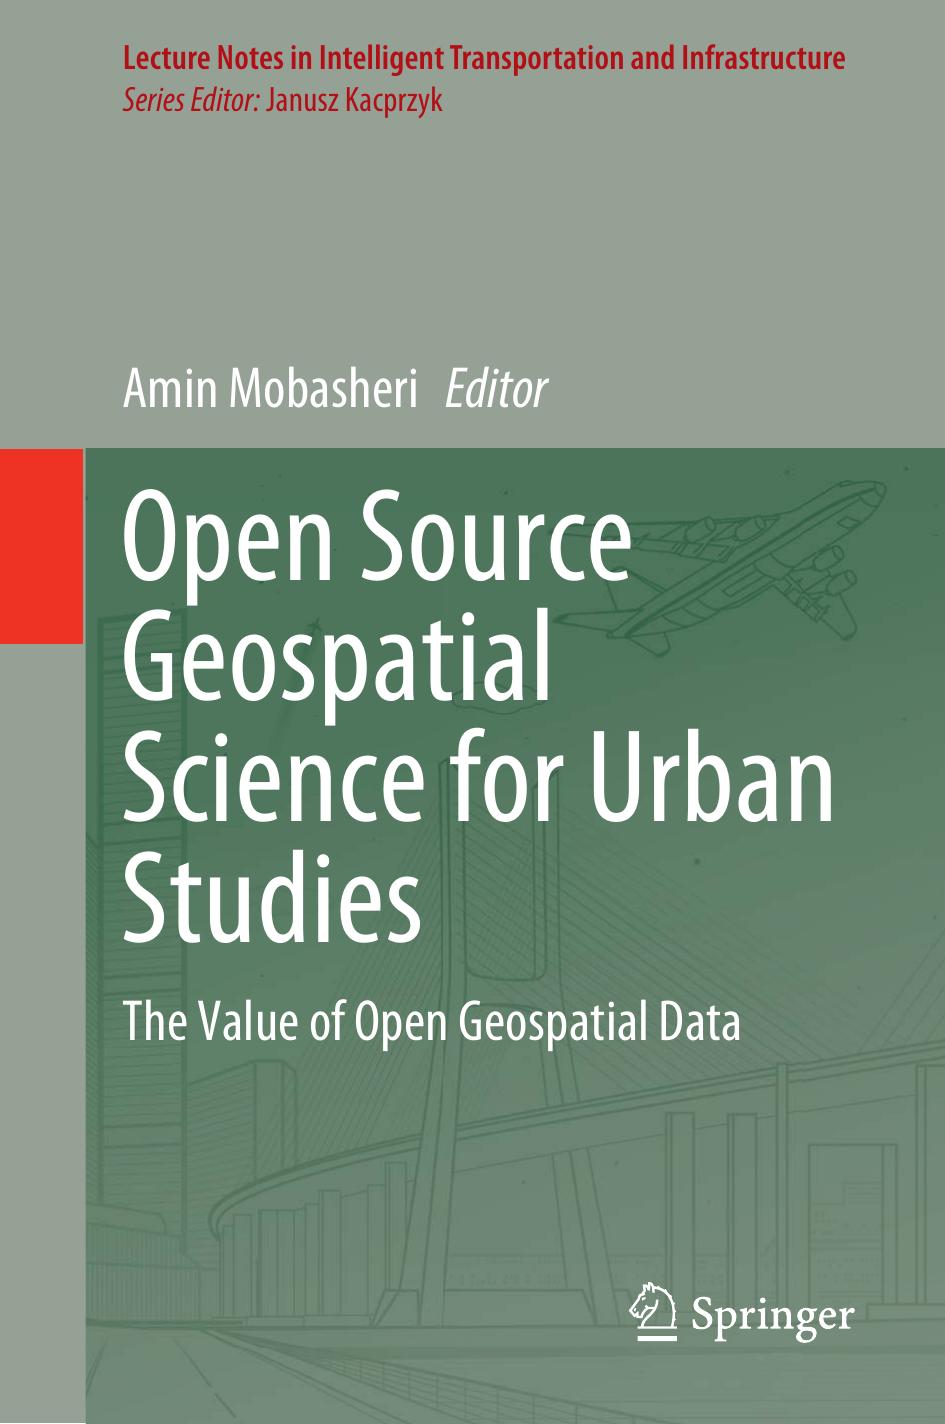 Lecture Notes in Intelligent Transportation and Infrastructure
Series Editor: Janusz Kacprzyk
Amin Mobasheri Editor
Open Source
Geospatial
Science for Urban
Studies
The Value of Open Geospatial Data
Springer